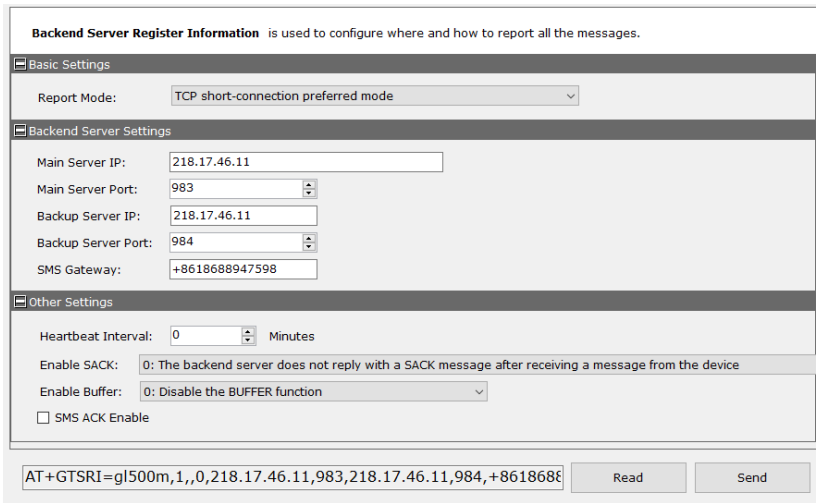 Backend Server Register Information is used to configure where and how to report all the messages.
Basic Settings
Report Mode: TCP short-connection preferred mode
Backend Server Settings
Main Server IP: 218.17.46.11
Main Server Port: 983
Backup Server IP: 218.17.46.11
Backup Server Port: 984
SMS Gateway: +8618688947598
Other Settings
Heartbeat Interval: 0 Minutes
Enable SACK: 0: The backend server does not reply with a SACK message after receiving a message from the device
Enable Buffer: 0: Disable the BUFFER function
SMS ACK Enable
AT+GTSRI=gl500m,1,,0,218.17.46.11,983,218.17.46.11,984,+861868 Read Send